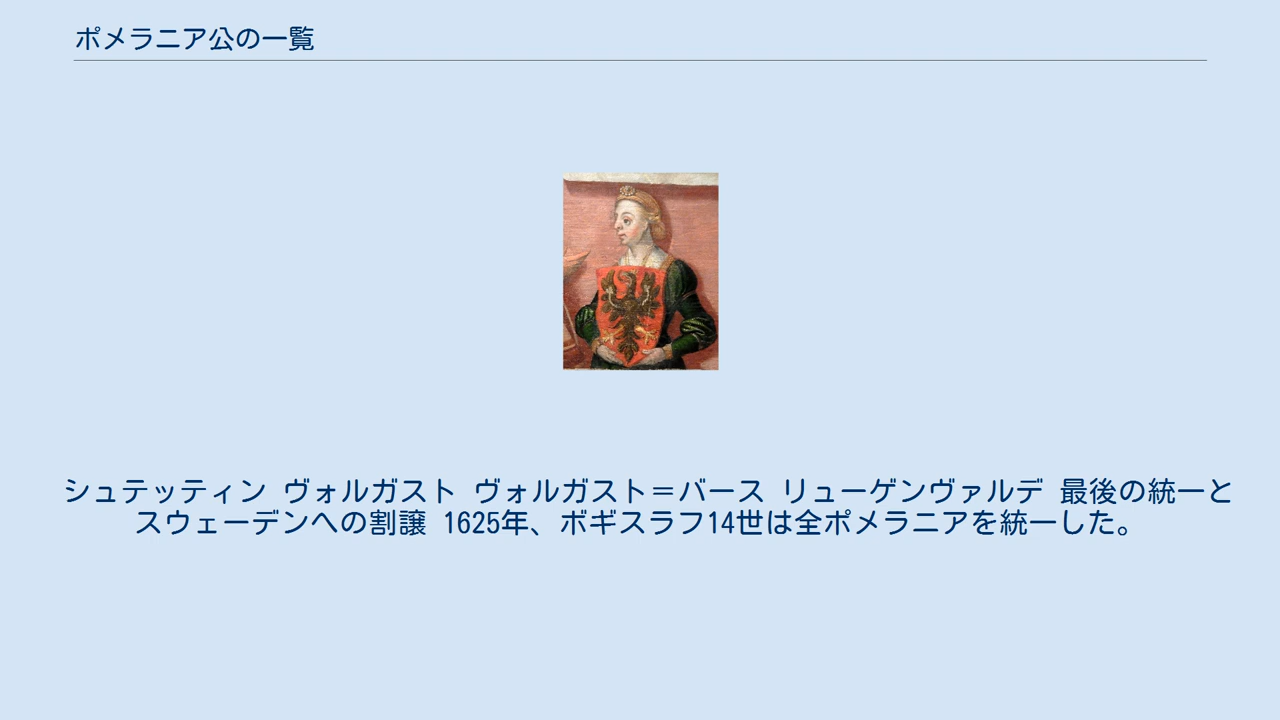 ポメラニア公の一覧
シュテッティン ヴォルガスト ヴォルガスト＝バース リューゲンヴァルデ 最後の統一と
スウェーデンへの割譲 1625年、ボギスラフ14世は全ポメラニアを統一した。